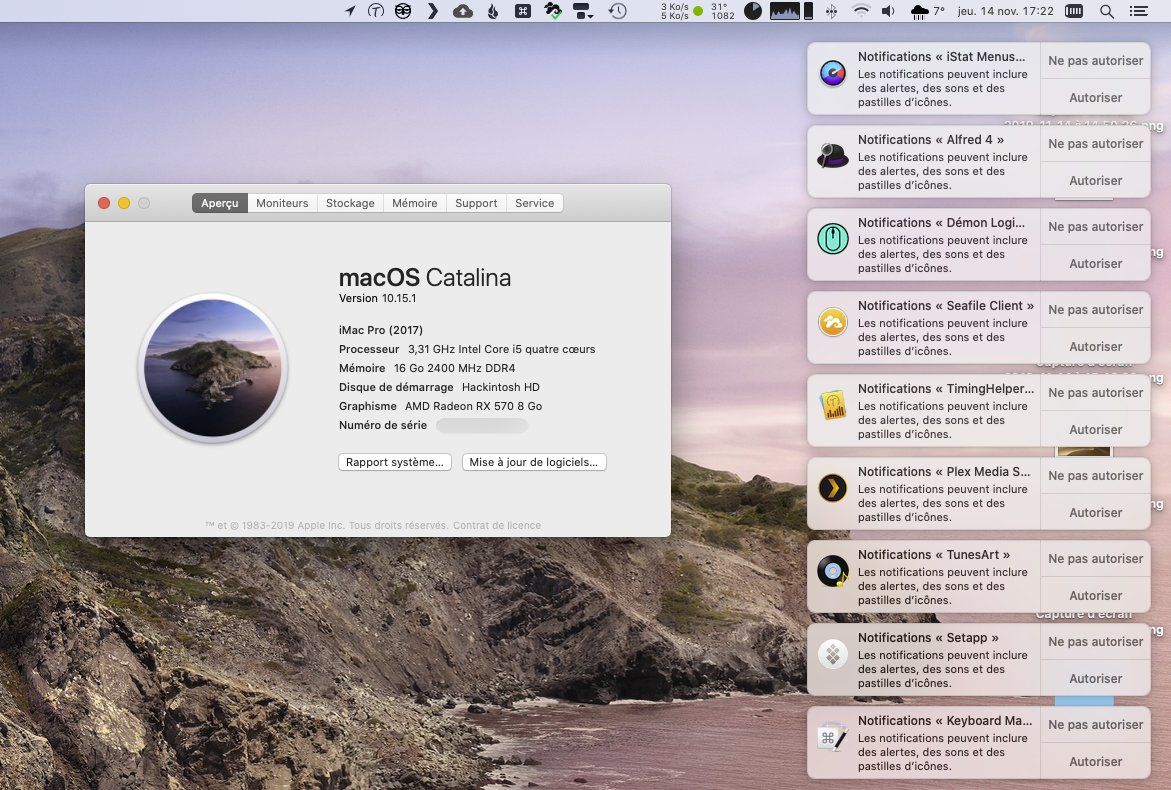 3 Ko/s
5 Ko/s
31°
1082
7°
jeu. 14 nov. 17:22
Aperçu
Moniteurs
Stockage
Mémoire
Support
Service
macOS Catalina
Version 10.15.1
iMac Pro (2017)
Processeur 3,31 GHz Intel Core i5 quatre cœurs
Mémoire 16 Go 2400 MHz DDR4
Disque de démarrage Hackintosh HD
Graphisme AMD Radeon RX 570 8 Go
Numéro de série
Rapport système...
Mise à jour de logiciels...
™ et © 1983-2019 Apple Inc. Tous droits réservés. Contrat de licence
Notifications « iStat Menus...
Les notifications peuvent inclure
des alertes, des sons et des
pastilles d’icônes.
Ne pas autoriser
Autoriser
Notifications « Alfred 4 »
Les notifications peuvent inclure
des alertes, des sons et des
pastilles d’icônes.
Ne pas autoriser
Autoriser
Notifications « Démon Logi...
Les notifications peuvent inclure
des alertes, des sons et des
pastilles d’icônes.
Ne pas autoriser
Autoriser
Notifications « Seafile Client »
Les notifications peuvent inclure
des alertes, des sons et des
pastilles d’icônes.
Ne pas autoriser
Autoriser
Notifications « TimingHelper...
Les notifications peuvent inclure
des alertes, des sons et des
pastilles d’icônes.
Ne pas autoriser
Autoriser
Notifications « Plex Media S...
Les notifications peuvent inclure
des alertes, des sons et des
pastilles d’icônes.
Ne pas autoriser
Autoriser
Notifications « TunesArt »
Les notifications peuvent inclure
des alertes, des sons et des
pastilles d’icônes.
Ne pas autoriser
Autoriser
Capture d'écran
Notifications « Setapp »
Les notifications peuvent inclure
des alertes, des sons et des
pastilles d’icônes.
Ne pas autoriser
Autoriser
Notifications « Keyboard Ma...
Les notifications peuvent inclure
des alertes, des sons et des
pastilles d’icônes.
Ne pas autoriser
Autoriser